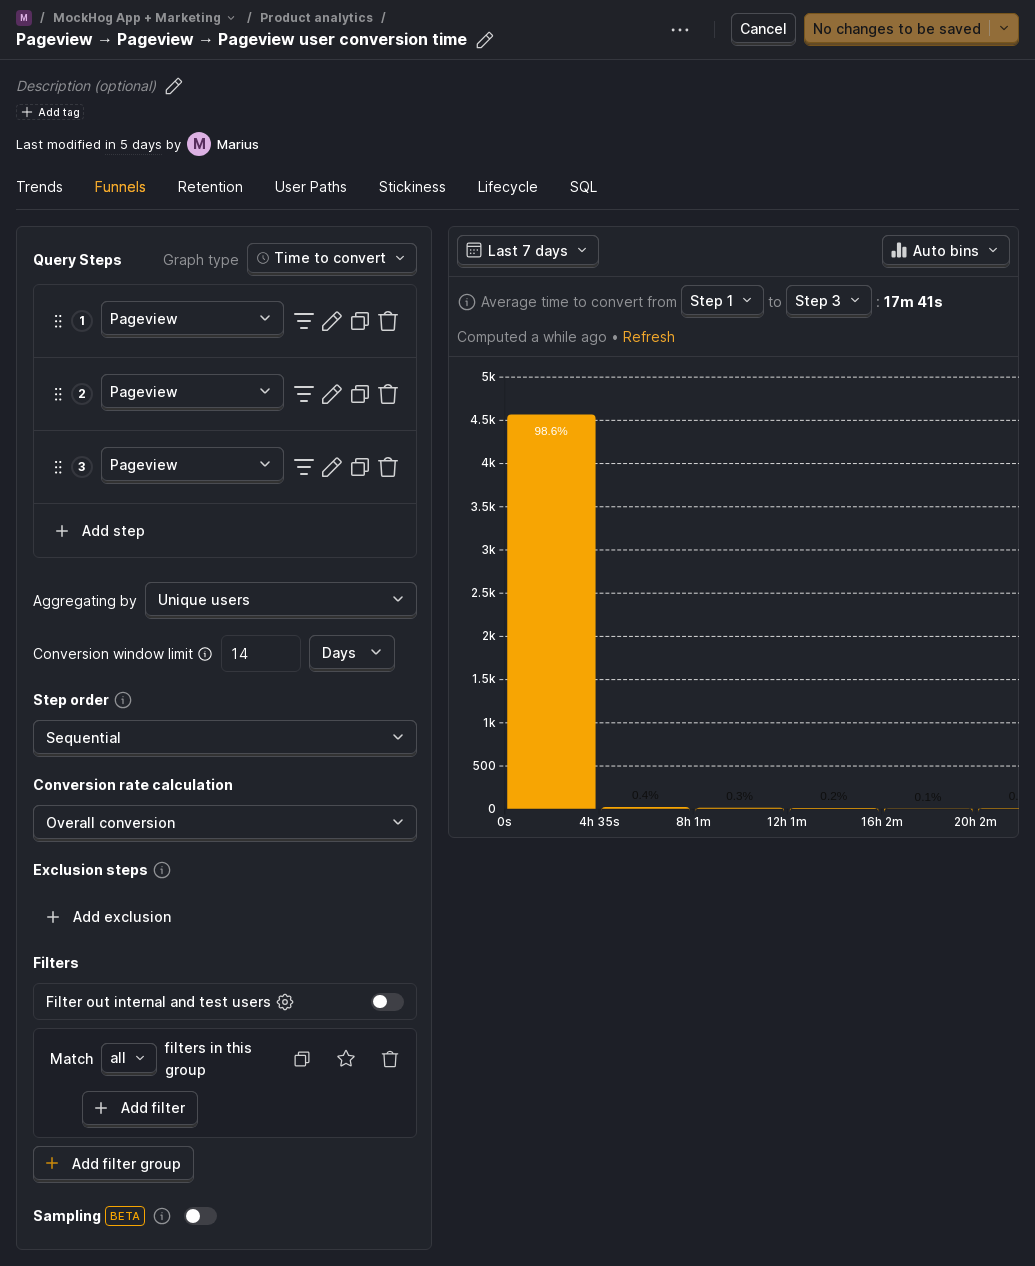 M / MockHog App + Marketing / Product analytics /
Pageview → Pageview → Pageview user conversion time
Cancel
No changes to be saved
Description (optional)
Add tag
Last modified in 5 days by M Marius
Trends Funnels Retention User Paths Stickiness Lifecycle SQL
Query Steps Graph type Time to convert
1 Pageview
2 Pageview
3 Pageview
Add step
Aggregating by Unique users
Conversion window limit 14 Days
Step order
Sequential
Conversion rate calculation
Overall conversion
Exclusion steps
Add exclusion
Filters
Filter out internal and test users
Match all filters in this
group
Add filter
Add filter group
Sampling BETA
Last 7 days Auto bins
Average time to convert from Step 1 to Step 3 : 17m 41s
Computed a while ago • Refresh
5k
4.5k
98.6%
4k
3.5k
3k
2.5k
2k
1.5k
1k
500
0.4% 0.3% 0.2% 0.1% 0.
0
0s 4h 35s 8h 1m 12h 1m 16h 2m 20h 2m